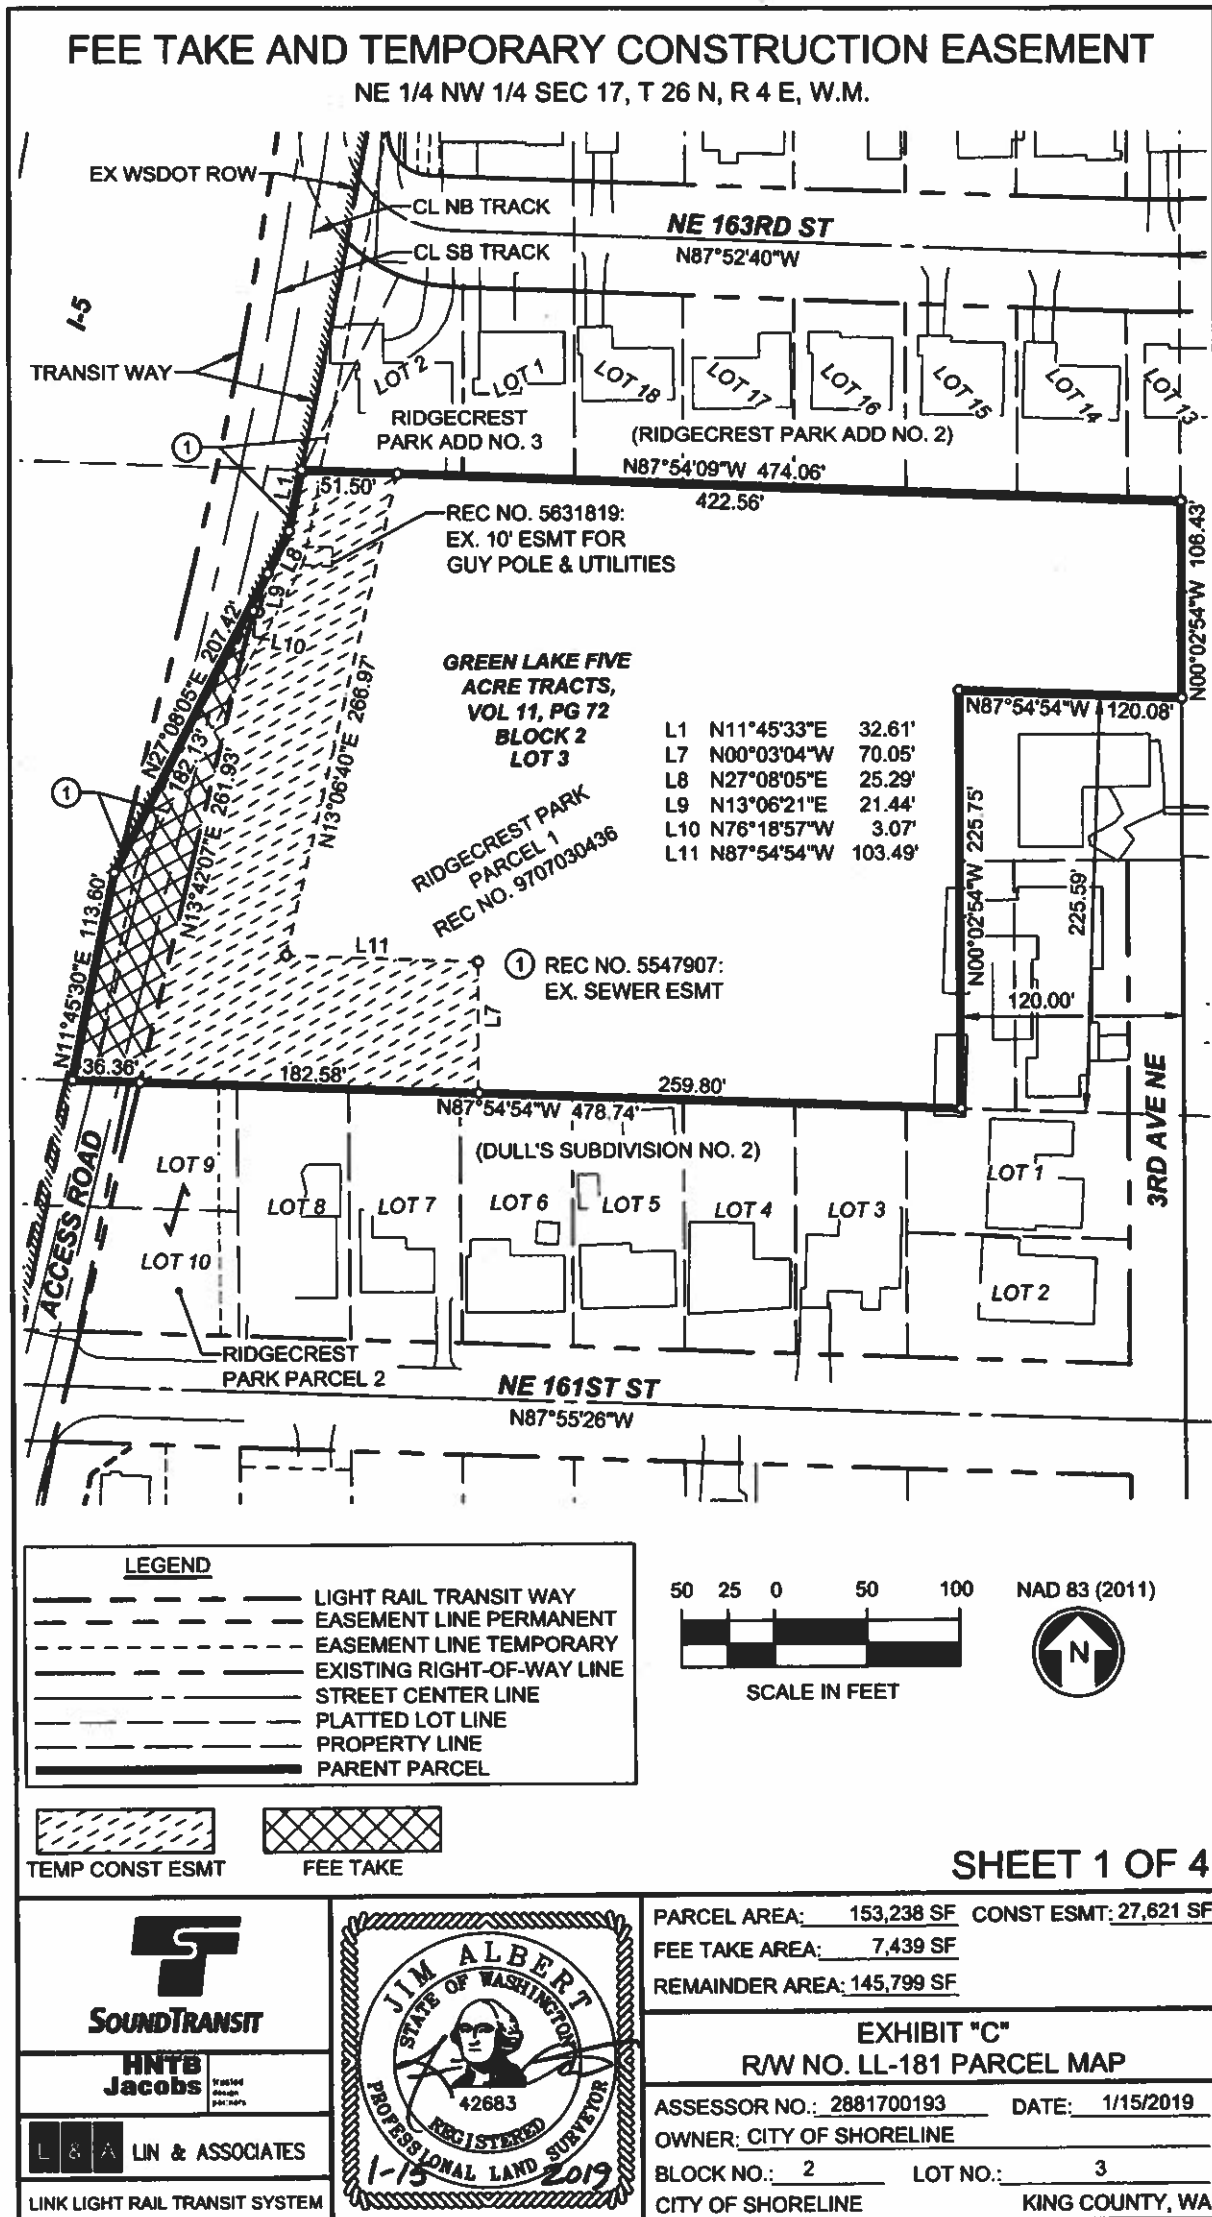 FEE TAKE AND TEMPORARY CONSTRUCTION EASEMENT
NE 1/4 NW 1/4 SEC 17, T 26 N, R 4 E, W.M.
EX WSDOT ROW
CL NB TRACK
CL SB TRACK
NE 163RD ST
N87°52'40"W
I-5
TRANSIT WAY
LOT 2
LOT 1
LOT 18
LOT 17
LOT 16
LOT 15
LOT 14
LOT 13
RIDGECREST
PARK ADD NO. 3
(RIDGECREST PARK ADD NO. 2)
1
N87°54'09"W 474.06'
L1
51.50'
422.56'
REC NO. 5631819:
EX. 10' ESMT FOR
GUY POLE & UTILITIES
N00°02'54"W 106.43'
L8
L9
L10
N27°08'05"E 207.42'
182.13'
N13°42'07"E 261.93'
N13°06'40"E 266.97'
GREEN LAKE FIVE
ACRE TRACTS,
VOL 11, PG 72
BLOCK 2
LOT 3
N87°54'54"W 120.08'
L1 N11°45'33"E 32.61'
L7 N00°03'04"W 70.05'
L8 N27°08'05"E 25.29'
L9 N13°06'21"E 21.44'
L10 N76°18'57"W 3.07'
L11 N87°54'54"W 103.49'
1
RIDGECREST PARK
PARCEL 1
REC NO. 9707030436
N00°02'54"W 225.75'
225.59'
120.00'
N11°45'30"E 113.60'
L11
1 REC NO. 5547907:
EX. SEWER ESMT
L7
36.36'
182.58'
259.80'
N87°54'54"W 478.74'
(DULL'S SUBDIVISION NO. 2)
3RD AVE NE
ACCESS ROAD
LOT 9
LOT 10
LOT 8
LOT 7
LOT 6
LOT 5
LOT 4
LOT 3
LOT 1
LOT 2
RIDGECREST
PARK PARCEL 2
NE 161ST ST
N87°55'26"W
LEGEND
LIGHT RAIL TRANSIT WAY
EASEMENT LINE PERMANENT
EASEMENT LINE TEMPORARY
EXISTING RIGHT-OF-WAY LINE
STREET CENTER LINE
PLATTED LOT LINE
PROPERTY LINE
PARENT PARCEL
50 25 0 50 100
SCALE IN FEET
NAD 83 (2011)
N
TEMP CONST ESMT
FEE TAKE
SHEET 1 OF 4
SOUNDTRANSIT
HNTB
Jacobs
trusted
design
partners
L & A LIN & ASSOCIATES
LINK LIGHT RAIL TRANSIT SYSTEM
JIM ALBERT
STATE OF WASHINGTON
42683
REGISTERED
PROFESSIONAL LAND SURVEYOR
1-15 2019
PARCEL AREA: 153,238 SF CONST ESMT: 27,621 SF
FEE TAKE AREA: 7,439 SF
REMAINDER AREA: 145,799 SF
EXHIBIT "C"
R/W NO. LL-181 PARCEL MAP
ASSESSOR NO.: 2881700193 DATE: 1/15/2019
OWNER: CITY OF SHORELINE
BLOCK NO.: 2 LOT NO.: 3
CITY OF SHORELINE KING COUNTY, WA